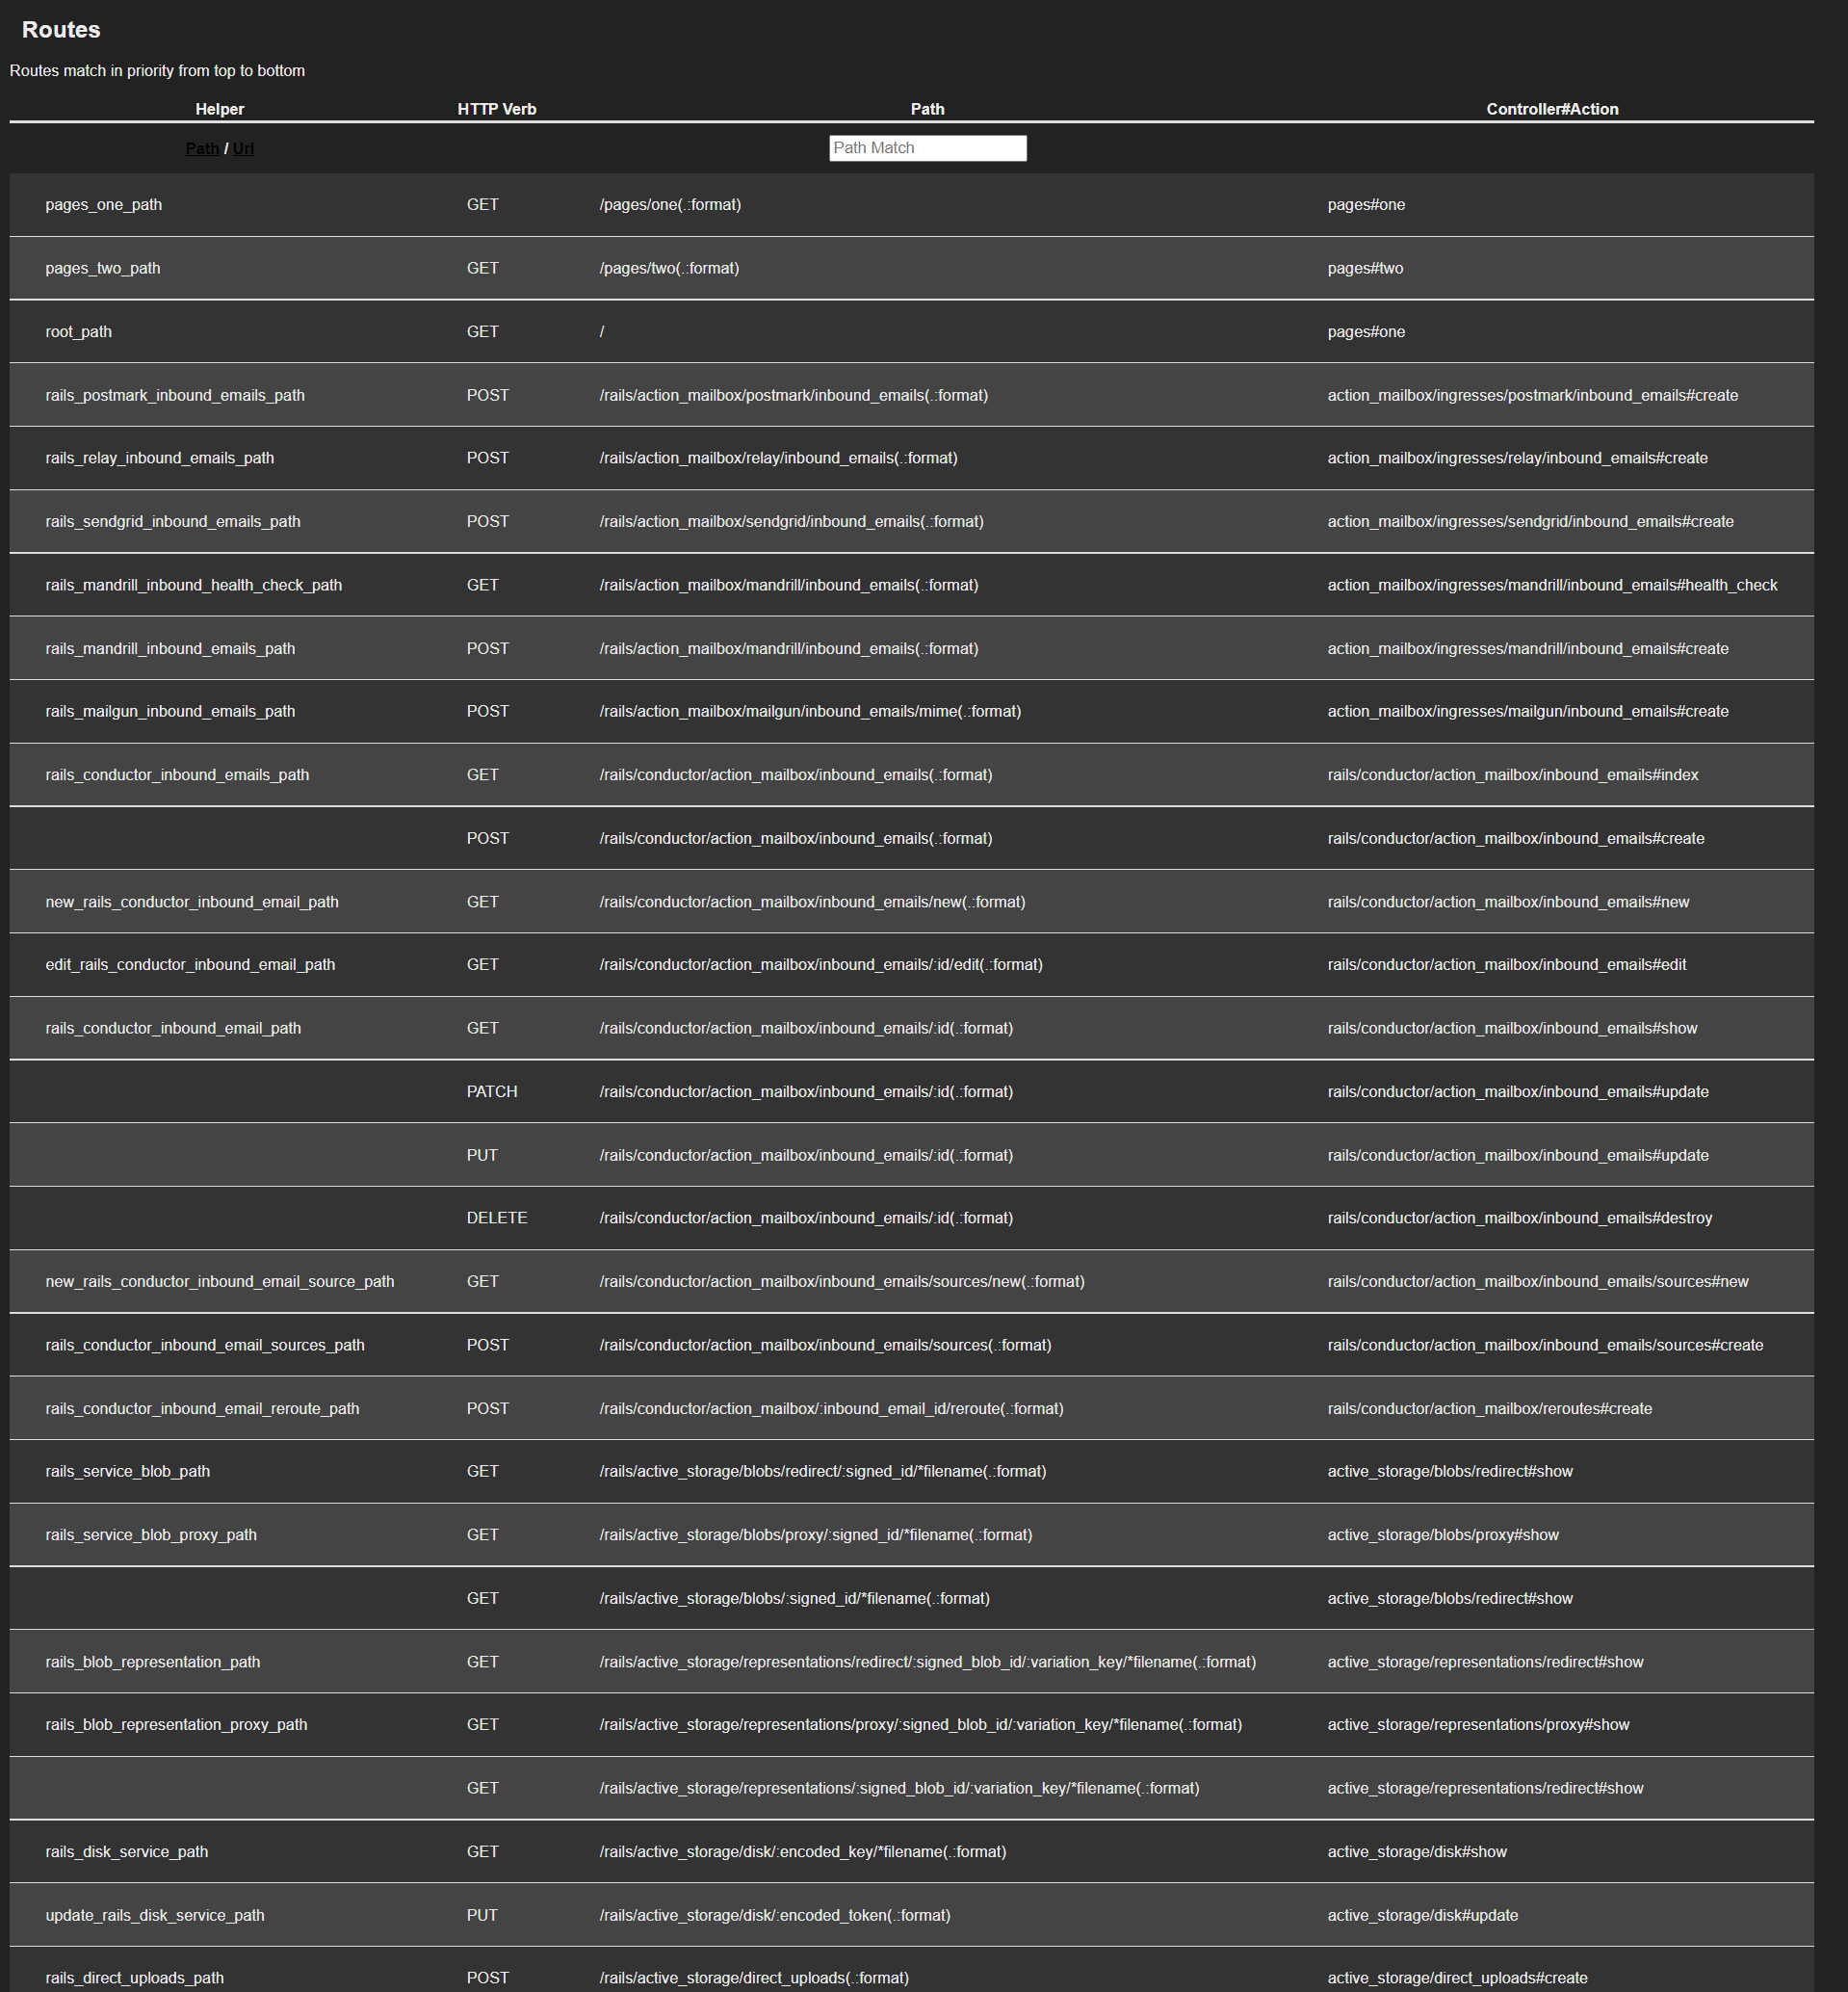 Routes
Routes match in priority from top to bottom
Helper HTTP Verb Path Controller#Action
Path / Url Path Match
pages_one_path GET /pages/one(.:format) pages#one
pages_two_path GET /pages/two(.:format) pages#two
root_path GET / pages#one
rails_postmark_inbound_emails_path POST /rails/action_mailbox/postmark/inbound_emails(.:format) action_mailbox/ingresses/postmark/inbound_emails#create
rails_relay_inbound_emails_path POST /rails/action_mailbox/relay/inbound_emails(.:format) action_mailbox/ingresses/relay/inbound_emails#create
rails_sendgrid_inbound_emails_path POST /rails/action_mailbox/sendgrid/inbound_emails(.:format) action_mailbox/ingresses/sendgrid/inbound_emails#create
rails_mandrill_inbound_health_check_path GET /rails/action_mailbox/mandrill/inbound_emails(.:format) action_mailbox/ingresses/mandrill/inbound_emails#health_check
rails_mandrill_inbound_emails_path POST /rails/action_mailbox/mandrill/inbound_emails(.:format) action_mailbox/ingresses/mandrill/inbound_emails#create
rails_mailgun_inbound_emails_path POST /rails/action_mailbox/mailgun/inbound_emails/mime(.:format) action_mailbox/ingresses/mailgun/inbound_emails#create
rails_conductor_inbound_emails_path GET /rails/conductor/action_mailbox/inbound_emails(.:format) rails/conductor/action_mailbox/inbound_emails#index
POST /rails/conductor/action_mailbox/inbound_emails(.:format) rails/conductor/action_mailbox/inbound_emails#create
new_rails_conductor_inbound_email_path GET /rails/conductor/action_mailbox/inbound_emails/new(.:format) rails/conductor/action_mailbox/inbound_emails#new
edit_rails_conductor_inbound_email_path GET /rails/conductor/action_mailbox/inbound_emails/:id/edit(.:format) rails/conductor/action_mailbox/inbound_emails#edit
rails_conductor_inbound_email_path GET /rails/conductor/action_mailbox/inbound_emails/:id(.:format) rails/conductor/action_mailbox/inbound_emails#show
PATCH /rails/conductor/action_mailbox/inbound_emails/:id(.:format) rails/conductor/action_mailbox/inbound_emails#update
PUT /rails/conductor/action_mailbox/inbound_emails/:id(.:format) rails/conductor/action_mailbox/inbound_emails#update
DELETE /rails/conductor/action_mailbox/inbound_emails/:id(.:format) rails/conductor/action_mailbox/inbound_emails#destroy
new_rails_conductor_inbound_email_source_path GET /rails/conductor/action_mailbox/inbound_emails/sources/new(.:format) rails/conductor/action_mailbox/inbound_emails/sources#new
rails_conductor_inbound_email_sources_path POST /rails/conductor/action_mailbox/inbound_emails/sources(.:format) rails/conductor/action_mailbox/inbound_emails/sources#create
rails_conductor_inbound_email_reroute_path POST /rails/conductor/action_mailbox/:inbound_email_id/reroute(.:format) rails/conductor/action_mailbox/reroutes#create
rails_service_blob_path GET /rails/active_storage/blobs/redirect/:signed_id/*filename(.:format) active_storage/blobs/redirect#show
rails_service_blob_proxy_path GET /rails/active_storage/blobs/proxy/:signed_id/*filename(.:format) active_storage/blobs/proxy#show
GET /rails/active_storage/blobs/:signed_id/*filename(.:format) active_storage/blobs/redirect#show
rails_blob_representation_path GET /rails/active_storage/representations/redirect/:signed_blob_id/:variation_key/*filename(.:format) active_storage/representations/redirect#show
rails_blob_representation_proxy_path GET /rails/active_storage/representations/proxy/:signed_blob_id/:variation_key/*filename(.:format) active_storage/representations/proxy#show
GET /rails/active_storage/representations/:signed_blob_id/:variation_key/*filename(.:format) active_storage/representations/redirect#show
rails_disk_service_path GET /rails/active_storage/disk/:encoded_key/*filename(.:format) active_storage/disk#show
update_rails_disk_service_path PUT /rails/active_storage/disk/:encoded_token(.:format) active_storage/disk#update
rails_direct_uploads_path POST /rails/active_storage/direct_uploads(.:format) active_storage/direct_uploads#create